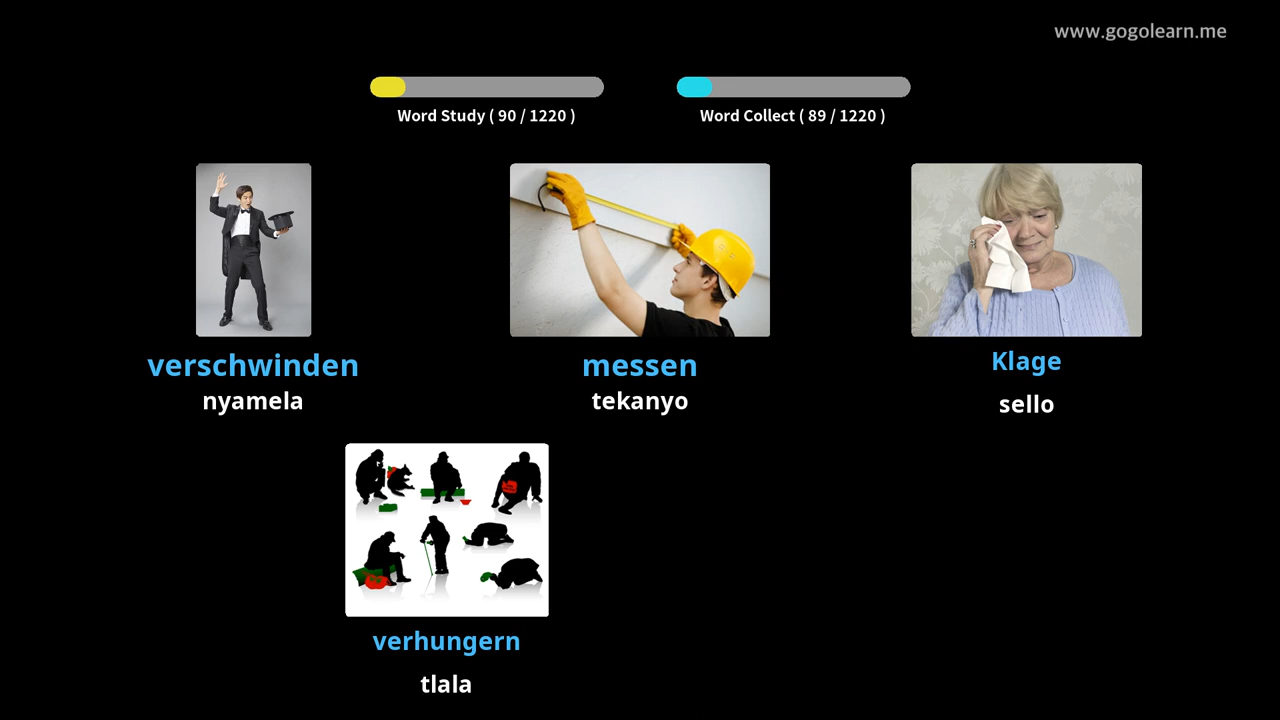 www.gogolearn.me
Word Study ( 90 / 1220 )
Word Collect ( 89 / 1220 )
verschwinden
nyamela
messen
tekanyo
Klage
sello
verhungern
tlala